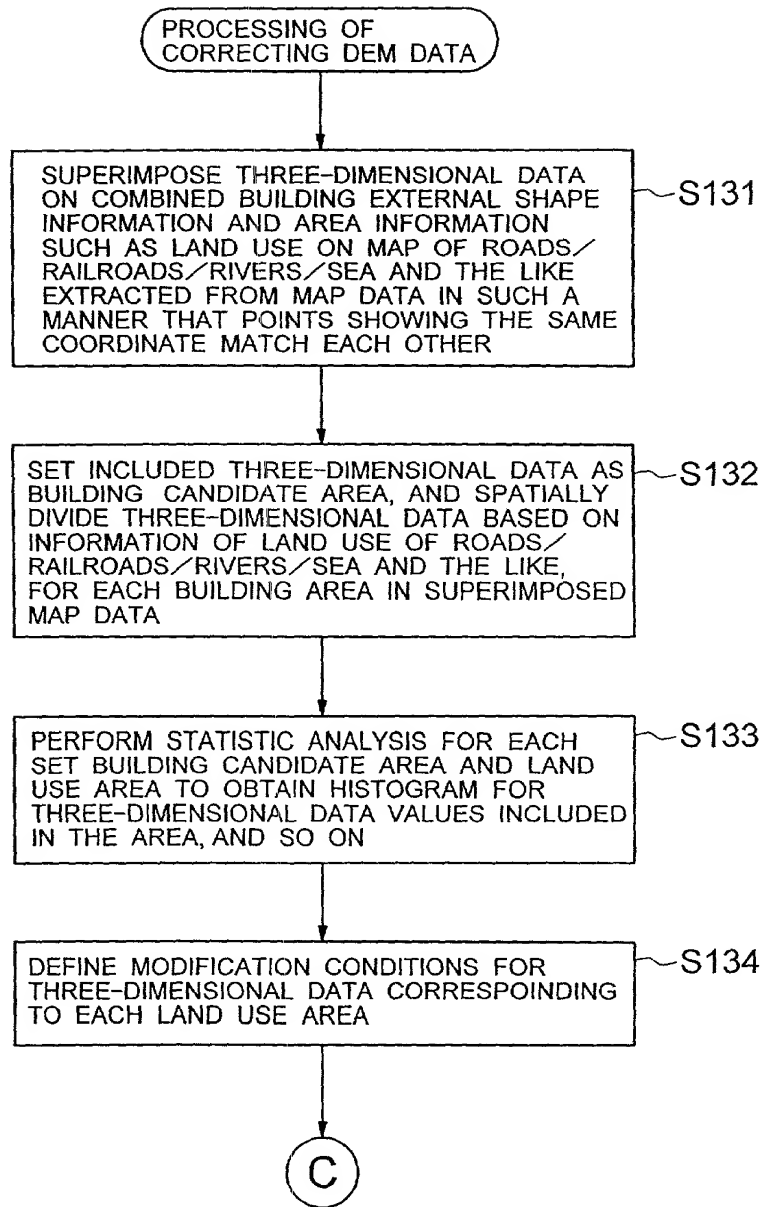 PROCESSING OF
CORRECTING DEM DATA
SUPERIMPOSE THREE-DIMENSIONAL DATA
ON COMBINED BUILDING EXTERNAL SHAPE
INFORMATION AND AREA INFORMATION
SUCH AS LAND USE ON MAP OF ROADS/
RAILROADS/RIVERS/SEA AND THE LIKE
EXTRACTED FROM MAP DATA IN SUCH A
MANNER THAT POINTS SHOWING THE SAME
COORDINATE MATCH EACH OTHER
S131
SET INCLUDED THREE-DIMENSIONAL DATA AS
BUILDING CANDIDATE AREA, AND SPATIALLY
DIVIDE THREE-DIMENSIONAL DATA BASED ON
INFORMATION OF LAND USE OF ROADS/
RAILROADS/RIVERS/SEA AND THE LIKE,
FOR EACH BUILDING AREA IN SUPERIMPOSED
MAP DATA
S132
PERFORM STATISTIC ANALYSIS FOR EACH
SET BUILDING CANDIDATE AREA AND LAND
USE AREA TO OBTAIN HISTOGRAM FOR
THREE-DIMENSIONAL DATA VALUES INCLUDED
IN THE AREA, AND SO ON
S133
DEFINE MODIFICATION CONDITIONS FOR
THREE-DIMENSIONAL DATA CORRESPOINDING
TO EACH LAND USE AREA
S134
C